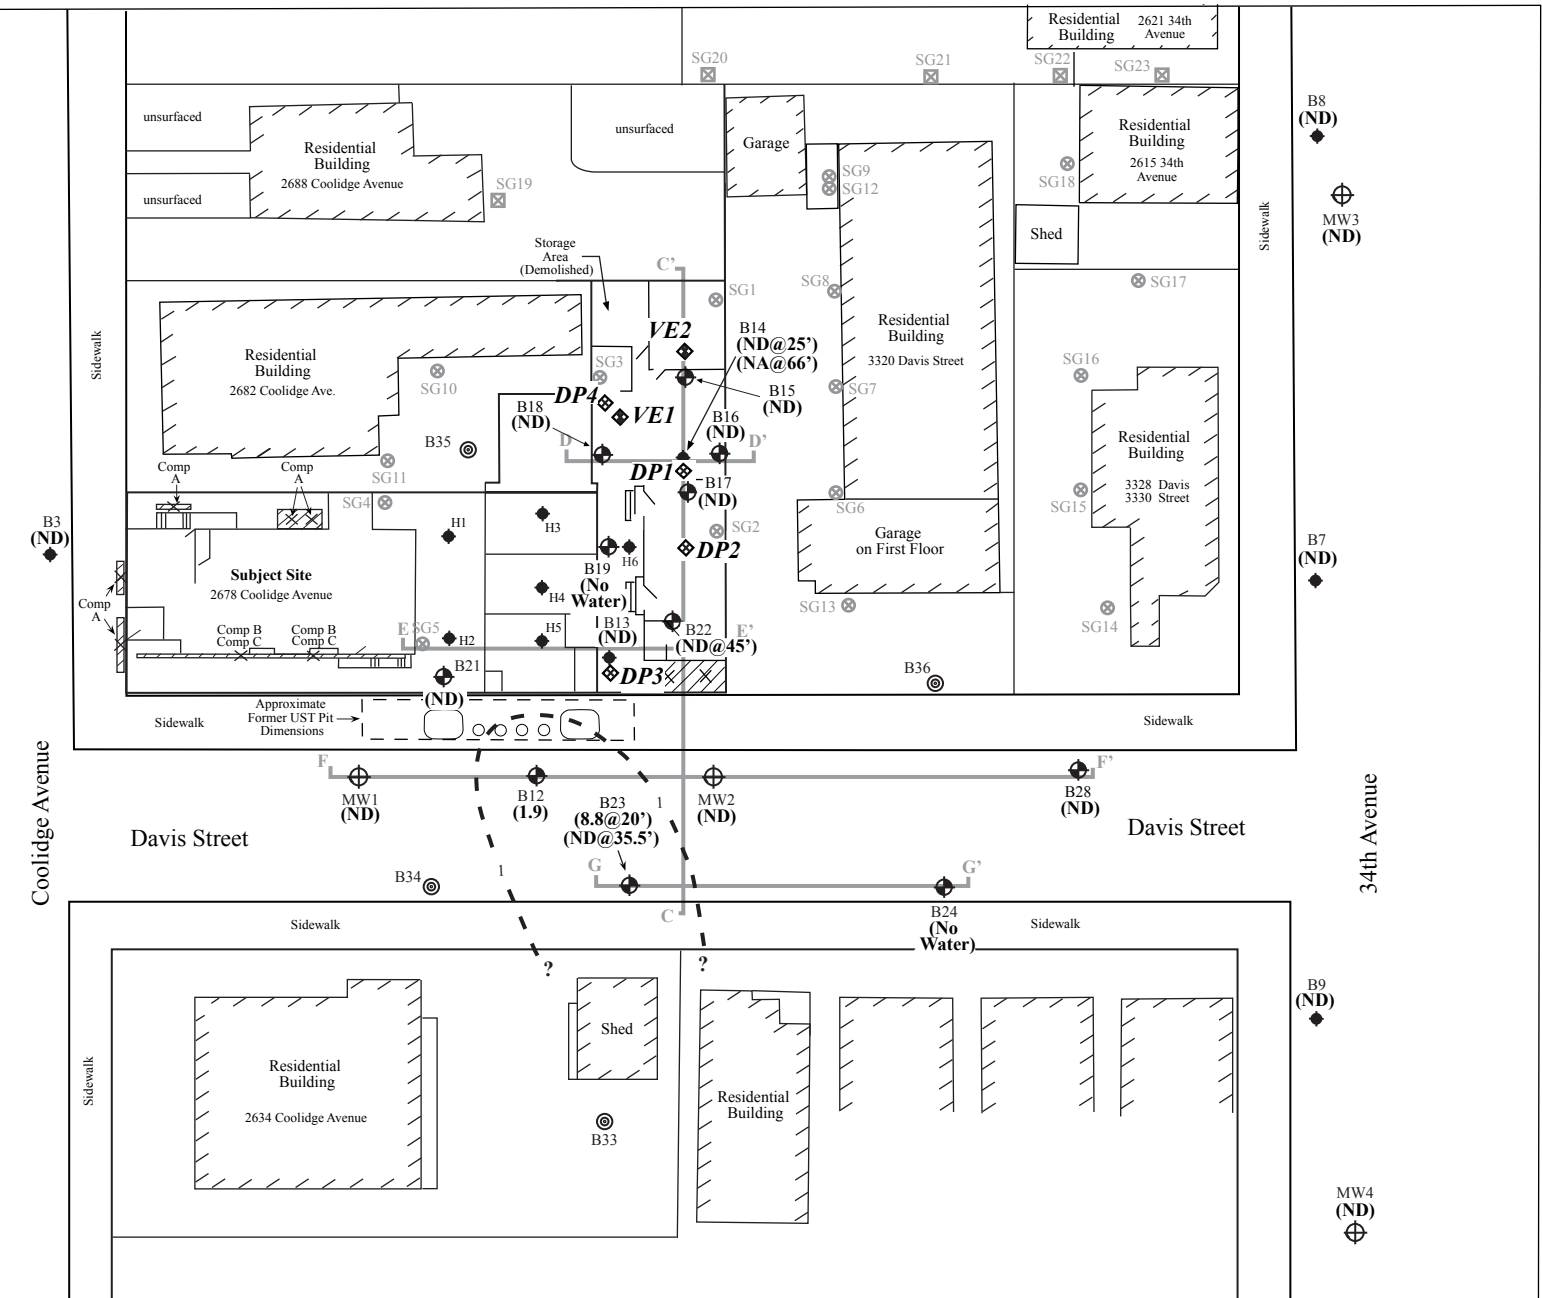 Residential
Building
2621 34th
Avenue
SG20
SG21
SG22
SG23
unsurfaced
Residential
Building
2688 Coolidge Avenue
unsurfaced
unsurfaced
SG19
Garage
SG9
SG12
Residential
Building
2615 34th
Avenue
SG18
Shed
SG17
Sidewalk
B8
(ND)
MW3
(ND)
Storage
Area
(Demolished)
C’
SG1
SG8
VE2
B14
(ND@25’)
(NA@66’)
Residential
Building
3320 Davis Street
Sidewalk
Residential
Building
2682 Coolidge Ave.
SG10
SG3
DP4
VE1
B15
(ND)
B16
(ND)
SG7
SG16
B18
(ND)
D
D’
B35
SG11
DP1
B17
(ND)
Residential
Building
3328 Davis
3330 Street
SG15
Comp
A
Comp
A
SG4
SG6
B3
(ND)
H1
H3
SG2
DP2
Garage
on First Floor
B7
(ND)
Subject Site
2678 Coolidge Avenue
B19
(No
Water)
H6
H4
Comp
A
SG13
SG14
Comp B
Comp C
Comp B
Comp C
E
SG5
H2
H5
B13
(ND)
B22
(ND@45’)
E’
B21
(ND)
DP3
B36
Approximate
Former UST Pit
Dimensions
Sidewalk
Sidewalk
F
F’
MW1
(ND)
B12
(1.9)
B23
(8.8@20’)
(ND@35.5’)
1
MW2
(ND)
B28
(ND)
Coolidge Avenue
Davis Street
Davis Street
34th Avenue
1
G
G’
B34
C
B24
(No
Water)
Sidewalk
Sidewalk
?
?
B9
(ND)
Shed
Sidewalk
Residential
Building
2634 Coolidge Avenue
Residential
Building
B33
MW4
(ND)